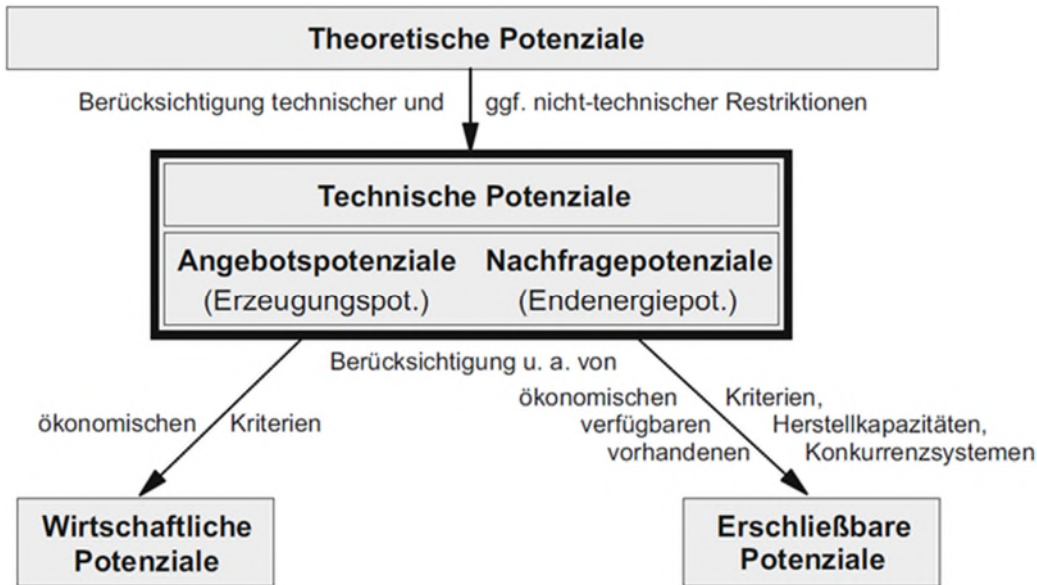 Theoretische Potenziale
Berücksichtigung technischer und ggf. nicht-technischer Restriktionen
Technische Potenziale
Angebotspotenziale Nachfragepotenziale
(Erzeugungspot.) (Endenergiepot.)
Berücksichtigung u. a. von
ökonomischen Kriterien
ökonomischen Kriterien,
verfügbaren Herstellkapazitäten,
vorhandenen Konkurrenzsystemen
Wirtschaftliche
Potenziale
Erschließbare
Potenziale